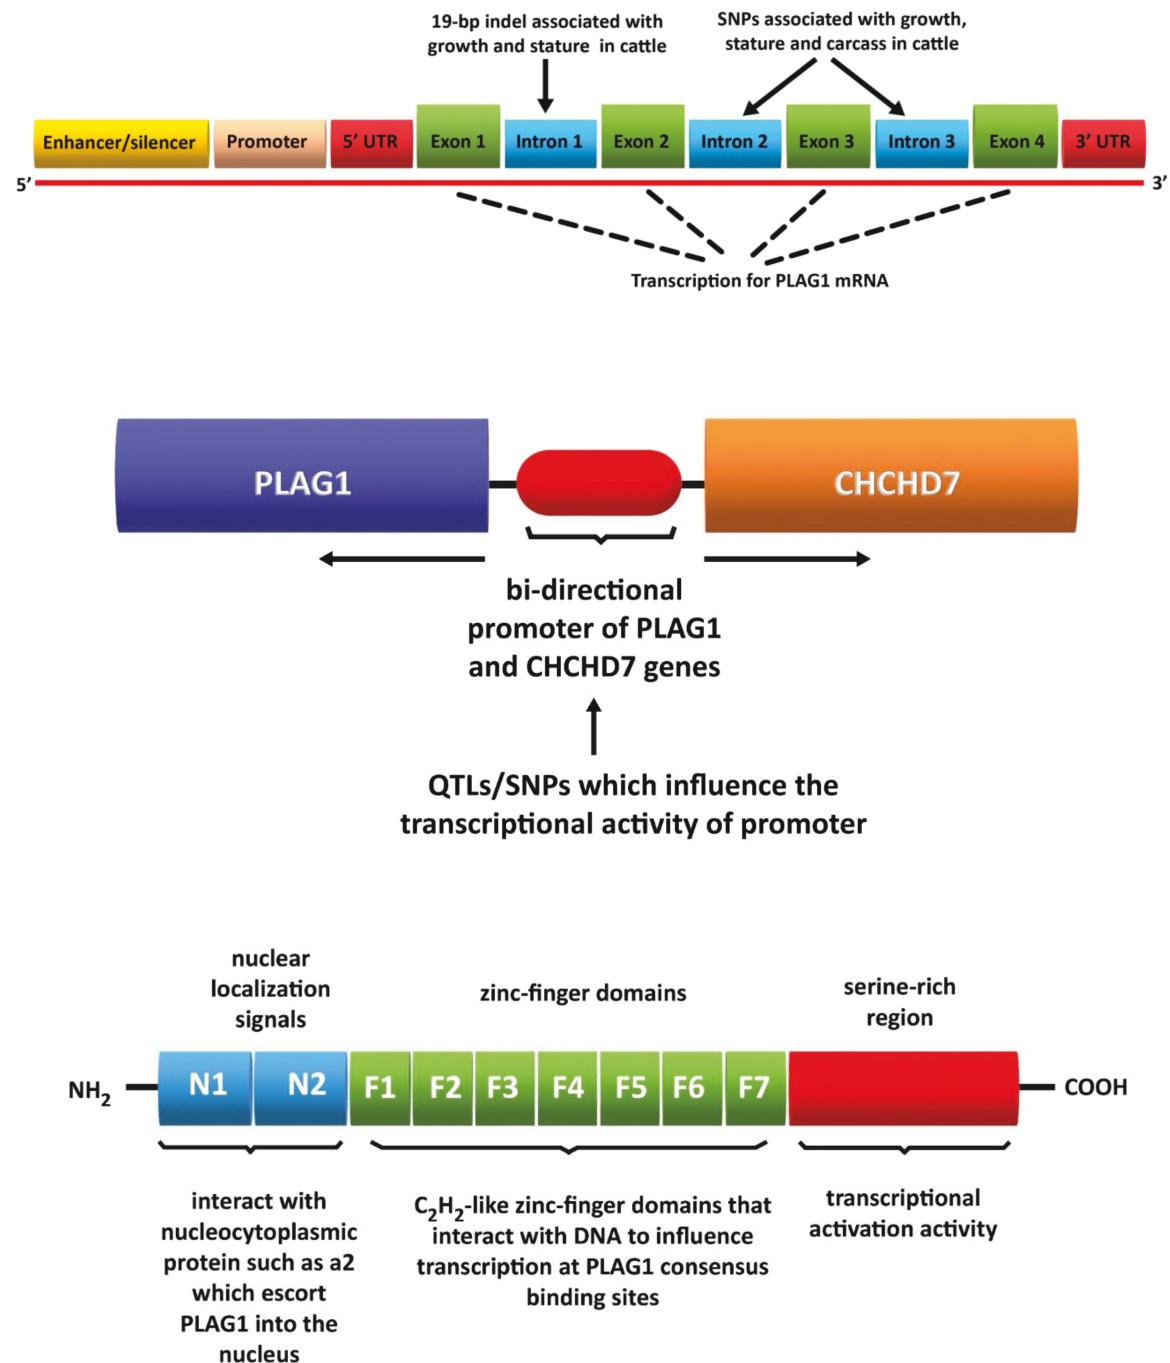 19-bp indel associated with
growth and stature in cattle
SNPs associated with growth,
stature and carcass in cattle
Enhancer/silencer
Promoter
5’ UTR
Exon 1
Intron 1
Exon 2
Intron 2
Exon 3
Intron 3
Exon 4
3’ UTR
5’
3’
Transcription for PLAG1 mRNA
PLAG1
CHCHD7
bi-directional
promoter of PLAG1
and CHCHD7 genes
QTLs/SNPs which influence the
transcriptional activity of promoter
nuclear
localization
signals
zinc-finger domains
serine-rich
region
NH₂
N1
N2
F1
F2
F3
F4
F5
F6
F7
COOH
interact with
nucleocytoplasmic
protein such as a2
which escort
PLAG1 into the
nucleus
C₂H₂-like zinc-finger domains that
interact with DNA to influence
transcription at PLAG1 consensus
binding sites
transcriptional
activation activity